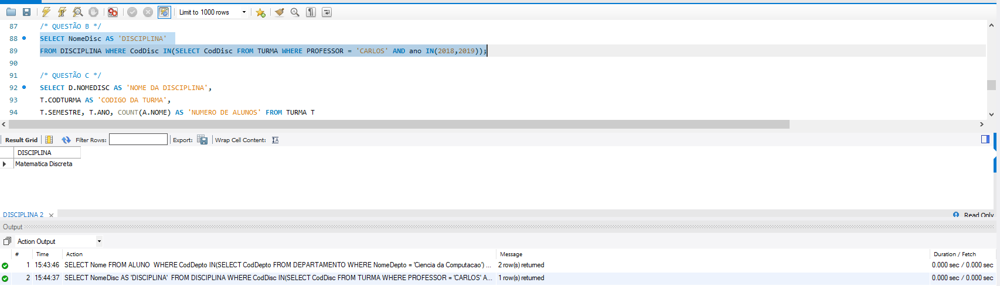 Limit to 1000 rows
87 /* QUESTÃO B */
88 SELECT NomeDisc AS 'DISCIPLINA'
89 FROM DISCIPLINA WHERE CodDisc IN(SELECT CodDisc FROM TURMA WHERE PROFESSOR = 'CARLOS' AND ano IN(2018,2019));
90
91 /* QUESTÃO C */
92 SELECT D.NOMEDISC AS 'NOME DA DISCIPLINA',
93 T.CODTURMA AS 'CODIGO DA TURMA',
94 T.SEMESTRE, T.ANO, COUNT(A.NOME) AS 'NUMERO DE ALUNOS' FROM TURMA T
Result Grid Filter Rows: Export: Wrap Cell Content:
DISCIPLINA
Matematica Discreta
DISCIPLINA 2 Read Only
Output
Action Output
# Time Action Message Duration / Fetch
1 15:43:46 SELECT Nome FROM ALUNO WHERE CodDepto IN(SELECT CodDepto FROM DEPARTAMENTO WHERE NomeDepto = 'Ciencia da Computacao') ... 2 row(s) returned 0.000 sec / 0.000 sec
2 15:44:37 SELECT NomeDisc AS 'DISCIPLINA' FROM DISCIPLINA WHERE CodDisc IN(SELECT CodDisc FROM TURMA WHERE PROFESSOR = 'CARLOS' A... 1 row(s) returned 0.000 sec / 0.000 sec